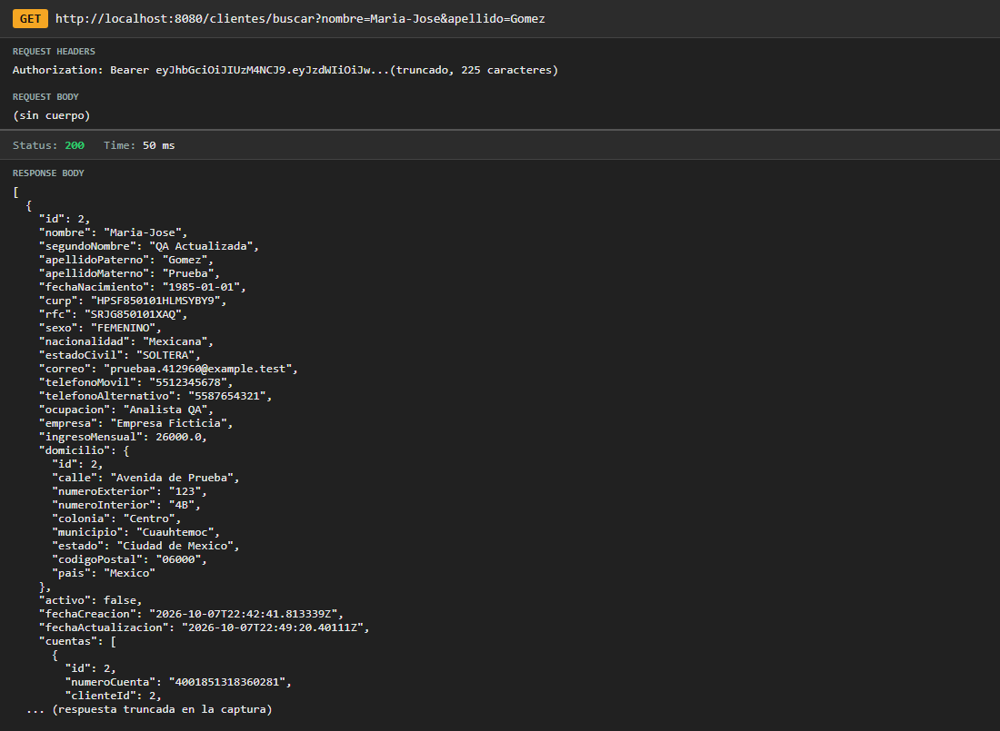 GET http://localhost:8080/clientes/buscar?nombre=Maria-Jose&apellido=Gomez
REQUEST HEADERS
Authorization: Bearer eyJhbGciOiJIUzM4NCJ9.eyJzdWIiOiJw...(truncado, 225 caracteres)
REQUEST BODY
(sin cuerpo)
Status: 200 Time: 50 ms
RESPONSE BODY
[
{
"id": 2,
"nombre": "Maria-Jose",
"segundoNombre": "QA Actualizada",
"apellidoPaterno": "Gomez",
"apellidoMaterno": "Prueba",
"fechaNacimiento": "1985-01-01",
"curp": "HPSF850101HLMSYBY9",
"rfc": "SRJG850101XAQ",
"sexo": "FEMENINO",
"nacionalidad": "Mexicana",
"estadoCivil": "SOLTERA",
"correo": "pruebaa.412960@example.test",
"telefonoMovil": "5512345678",
"telefonoAlternativo": "5587654321",
"ocupacion": "Analista QA",
"empresa": "Empresa Ficticia",
"ingresoMensual": 26000.0,
"domicilio": {
"id": 2,
"calle": "Avenida de Prueba",
"numeroExterior": "123",
"numeroInterior": "4B",
"colonia": "Centro",
"municipio": "Cuauhtemoc",
"estado": "Ciudad de Mexico",
"codigoPostal": "06000",
"pais": "Mexico"
},
"activo": false,
"fechaCreacion": "2026-10-07T22:42:41.813339Z",
"fechaActualizacion": "2026-10-07T22:49:20.40111Z",
"cuentas": [
{
"id": 2,
"numeroCuenta": "4001851318360281",
"clienteId": 2,
... (respuesta truncada en la captura)